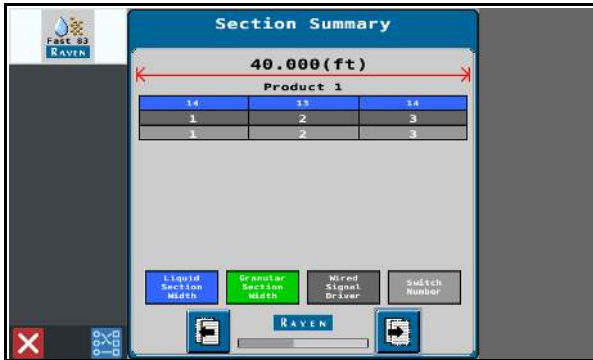 Section Summary
Fast 83
RAVEN
40.000(ft)
Product 1
14 13 14
1 2 3
1 2 3
Liquid Section Width
Granular Section Width
Wired Signal Driver
Switch Number
RAVEN